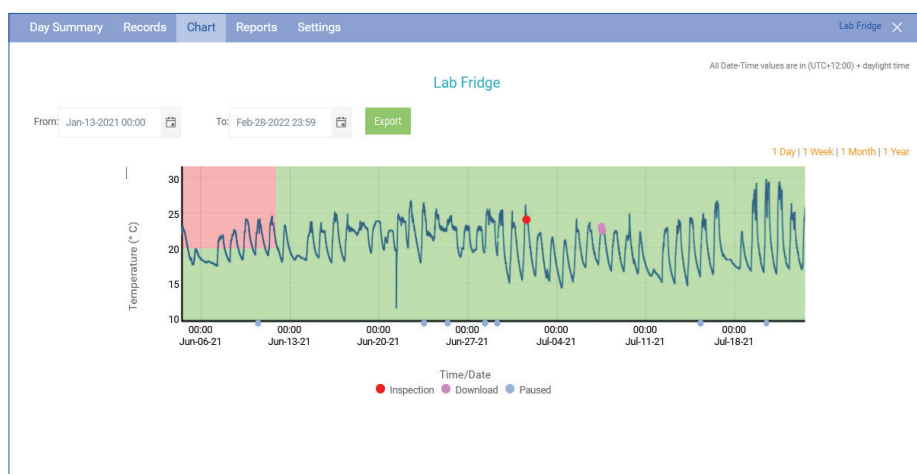 Day Summary Records Chart Reports Settings Lab Fridge
All Date-Time values are in (UTC+12:00) + daylight time
Lab Fridge
From: Jan-13-2021 00:00 To: Feb-28-2022 23:59 Export
1 Day | 1 Week | 1 Month | 1 Year
Temperature (° C)
30
25
20
15
10
00:00 00:00 00:00 00:00 00:00 00:00 00:00
Jun-06-21 Jun-13-21 Jun-20-21 Jun-27-21 Jul-04-21 Jul-11-21 Jul-18-21
Time/Date
Inspection Download Paused